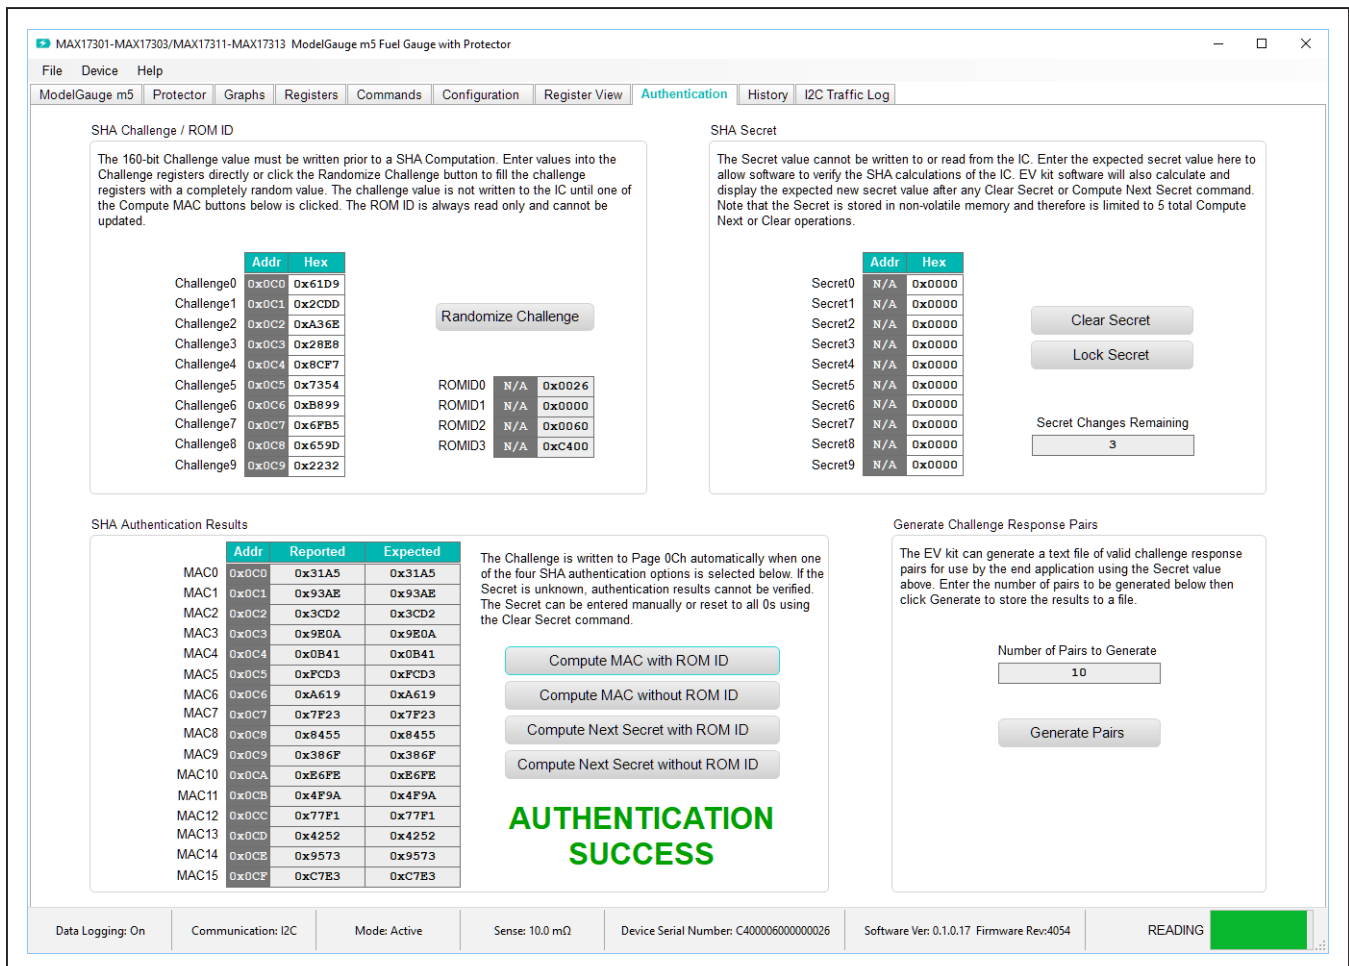 MAX17301-MAX17303/MAX17311-MAX17313 ModelGauge m5 Fuel Gauge with Protector
File Device Help
ModelGauge m5 Protector Graphs Registers Commands Configuration Register View Authentication History I2C Traffic Log
SHA Challenge / ROM ID
The 160-bit Challenge value must be written prior to a SHA Computation. Enter values into the
Challenge registers directly or click the Randomize Challenge button to fill the challenge
registers with a completely random value. The challenge value is not written to the IC until one of
the Compute MAC buttons below is clicked. The ROM ID is always read only and cannot be
updated.
Addr Hex
Challenge0 0x0C0 0x61D9
Challenge1 0x0C1 0x2CDD
Challenge2 0x0C2 0xA36E
Challenge3 0x0C3 0x28E8
Challenge4 0x0C4 0x8CF7
Challenge5 0x0C5 0x7354
Challenge6 0x0C6 0xB899
Challenge7 0x0C7 0x6FB5
Challenge8 0x0C8 0x659D
Challenge9 0x0C9 0x2232
Randomize Challenge
ROMID0 N/A 0x0026
ROMID1 N/A 0x0000
ROMID2 N/A 0x0060
ROMID3 N/A 0xC400
SHA Secret
The Secret value cannot be written to or read from the IC. Enter the expected secret value here to
allow software to verify the SHA calculations of the IC. EV kit software will also calculate and
display the expected new secret value after any Clear Secret or Compute Next Secret command.
Note that the Secret is stored in non-volatile memory and therefore is limited to 5 total Compute
Next or Clear operations.
Addr Hex
Secret0 N/A 0x0000
Secret1 N/A 0x0000
Secret2 N/A 0x0000
Secret3 N/A 0x0000
Secret4 N/A 0x0000
Secret5 N/A 0x0000
Secret6 N/A 0x0000
Secret7 N/A 0x0000
Secret8 N/A 0x0000
Secret9 N/A 0x0000
Clear Secret
Lock Secret
Secret Changes Remaining
3
SHA Authentication Results
Addr Reported Expected
MAC0 0x0C0 0x31A5 0x31A5
MAC1 0x0C1 0x93AE 0x93AE
MAC2 0x0C2 0x3CD2 0x3CD2
MAC3 0x0C3 0x9E0A 0x9E0A
MAC4 0x0C4 0x0B41 0x0B41
MAC5 0x0C5 0xFCD3 0xFCD3
MAC6 0x0C6 0xA619 0xA619
MAC7 0x0C7 0x7F23 0x7F23
MAC8 0x0C8 0x8455 0x8455
MAC9 0x0C9 0x386F 0x386F
MAC10 0x0CA 0xE6FE 0xE6FE
MAC11 0x0CB 0x4F9A 0x4F9A
MAC12 0x0CC 0x77F1 0x77F1
MAC13 0x0CD 0x4252 0x4252
MAC14 0x0CE 0x9573 0x9573
MAC15 0x0CF 0xC7E3 0xC7E3
The Challenge is written to Page 0Ch automatically when one
of the four SHA authentication options is selected below. If the
Secret is unknown, authentication results cannot be verified.
The Secret can be entered manually or reset to all 0s using
the Clear Secret command.
Compute MAC with ROM ID
Compute MAC without ROM ID
Compute Next Secret with ROM ID
Compute Next Secret without ROM ID
AUTHENTICATION
SUCCESS
Generate Challenge Response Pairs
The EV kit can generate a text file of valid challenge response
pairs for use by the end application using the Secret value
above. Enter the number of pairs to be generated below then
click Generate to store the results to a file.
Number of Pairs to Generate
10
Generate Pairs
Data Logging: On Communication: I2C Mode: Active Sense: 10.0 mΩ Device Serial Number: C400006000000026 Software Ver: 0.1.0.17 Firmware Rev:4054 READING